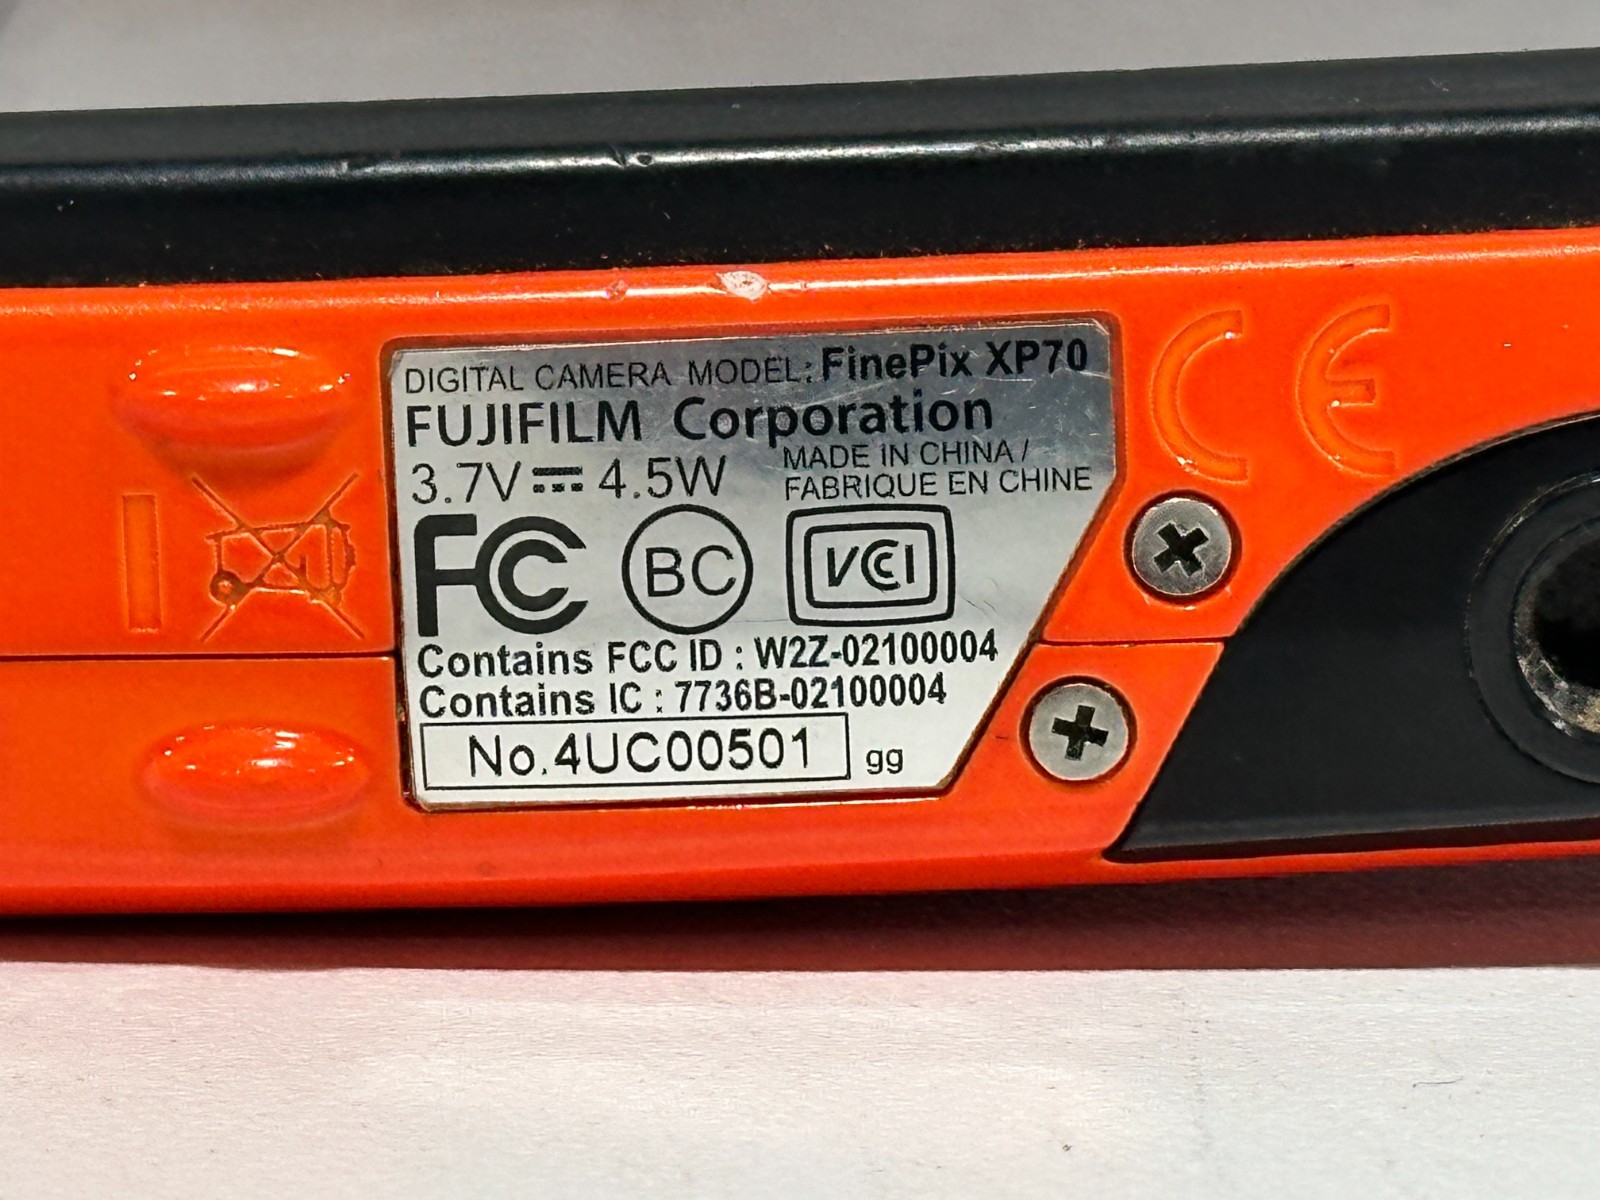 DIGITAL CAMERA MODEL: FinePix XP70
FUJIFILM Corporation
3.7V 4.5W
MADE IN CHINA /
FABRIQUE EN CHINE
FC BC VCCI
CE
Contains FCC ID : W2Z-02100004
Contains IC : 7736B-02100004
No.4UC00501 gg